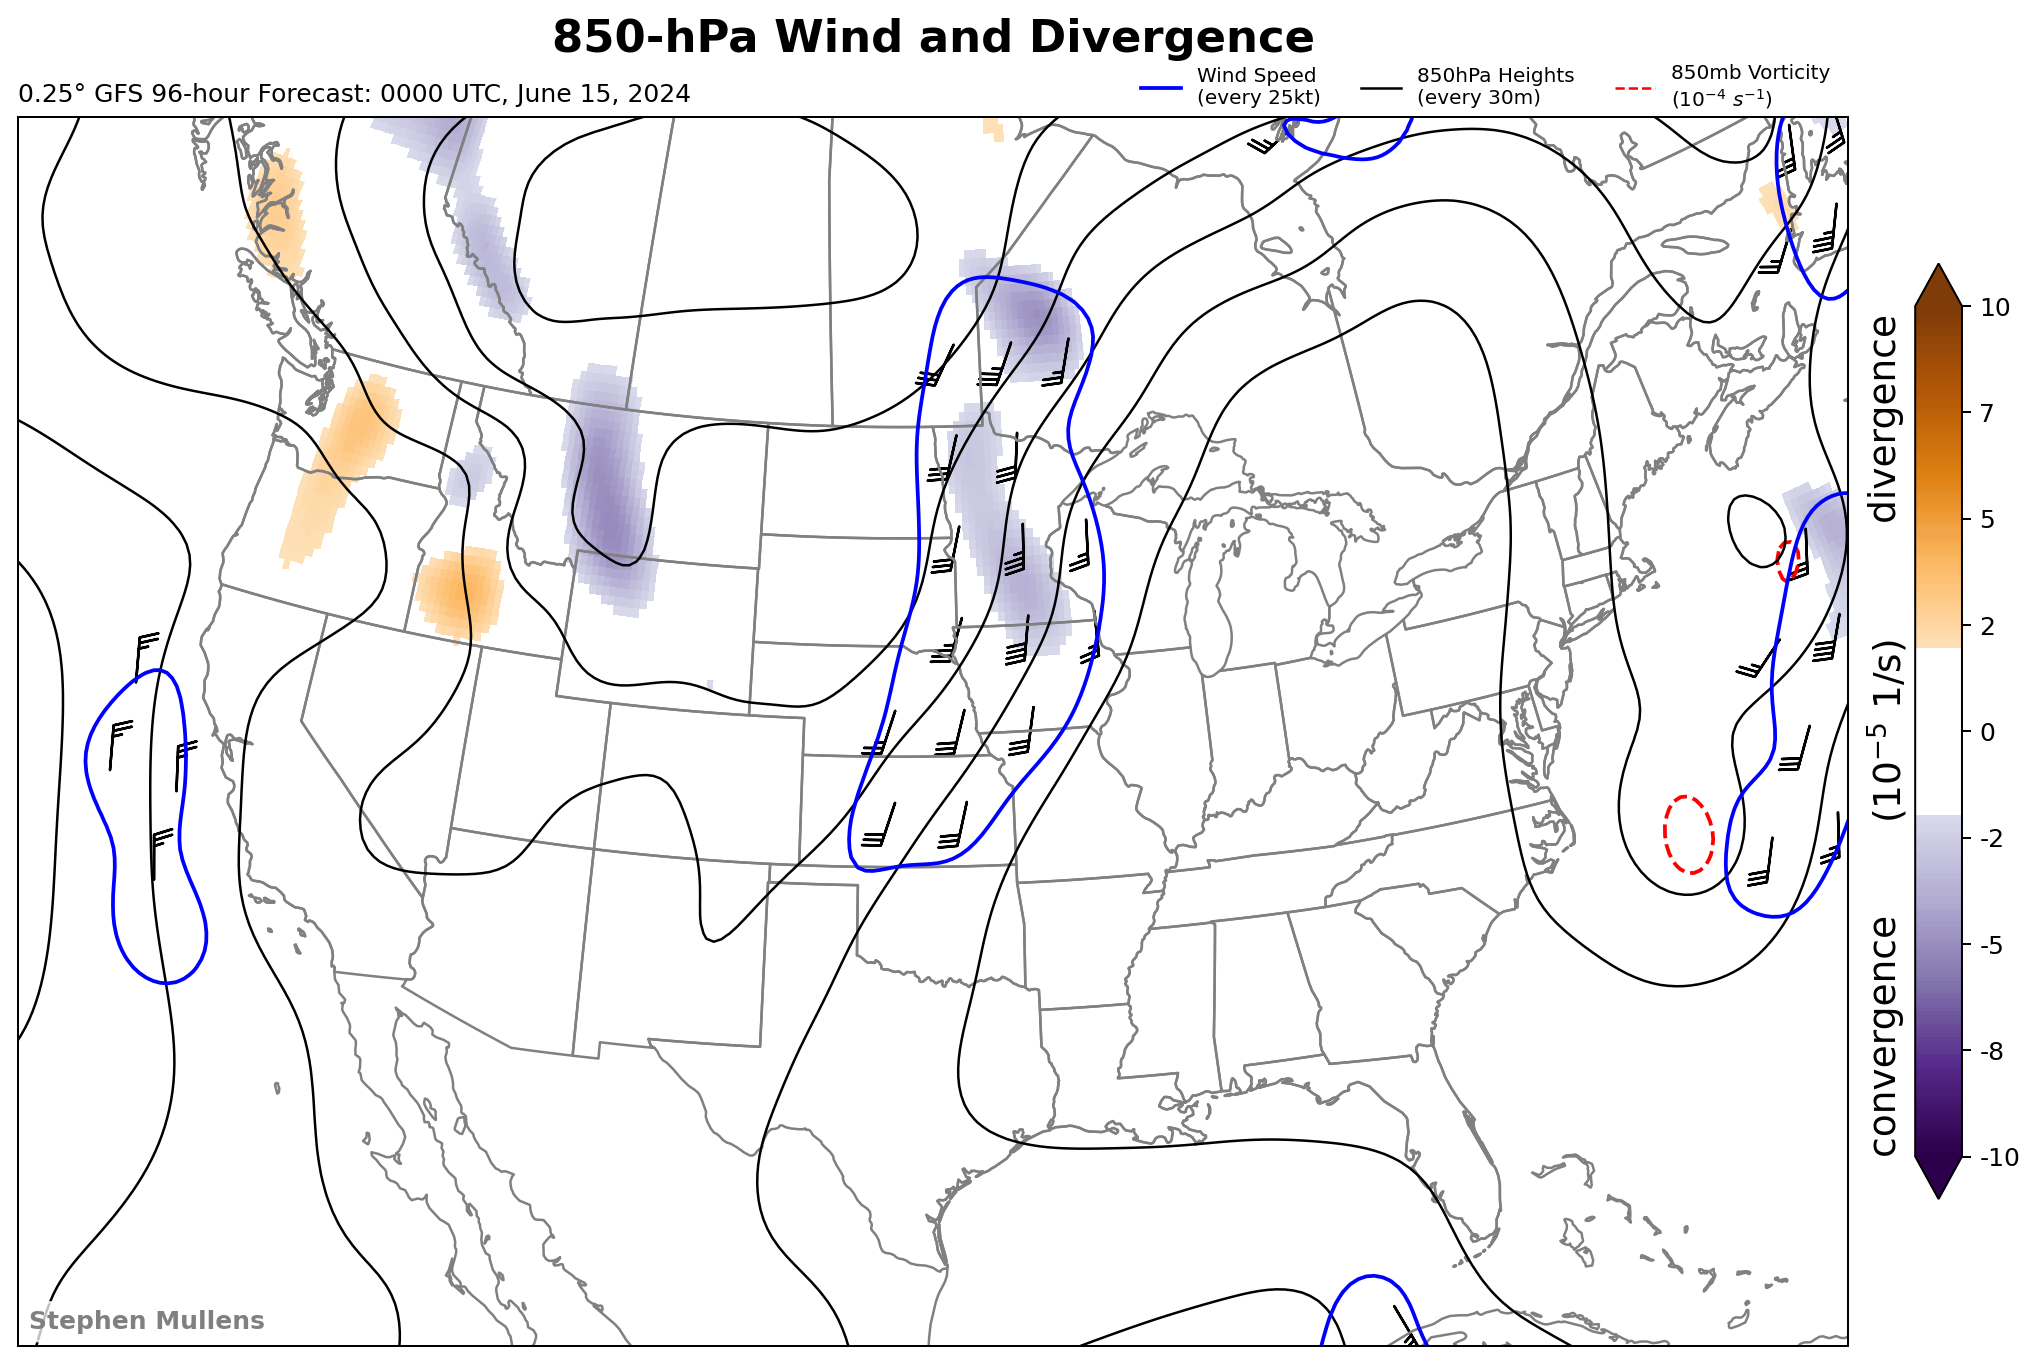 850-hPa Wind and Divergence
0.25° GFS 96-hour Forecast: 0000 UTC, June 15, 2024
Wind Speed
(every 25kt)
850hPa Heights
(every 30m)
850mb Vorticity
(10⁻⁴ s⁻¹)
10
7
5
2
0
-2
-5
-8
-10
convergence (10⁻⁵ 1/s) divergence
Stephen Mullens